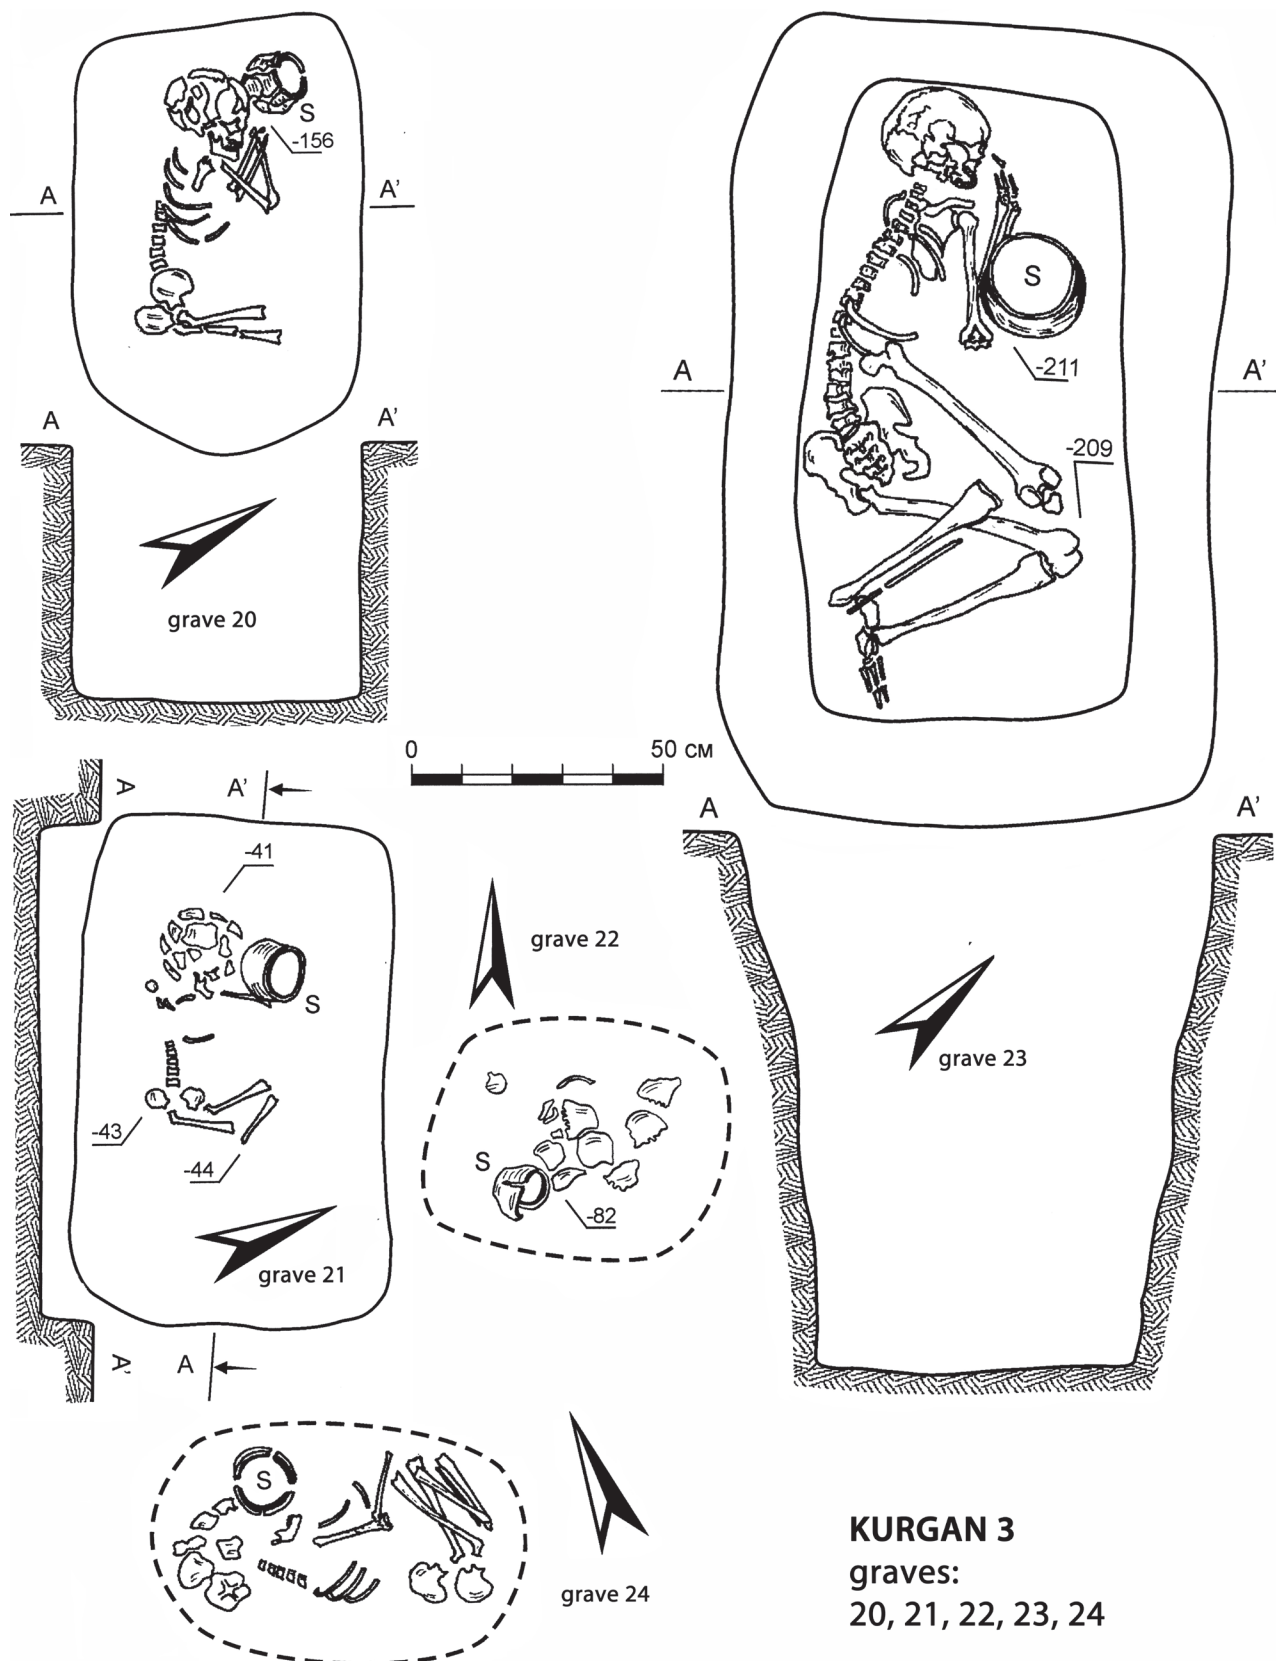 S
-156
A A'
A A'
grave 20
S
-211
A A'
-209
0 50 см
A A'
grave 23
A A'
-41
S
-43
-44
grave 21
A' A
grave 22
S
-82
S
grave 24
KURGAN 3
graves:
20, 21, 22, 23, 24